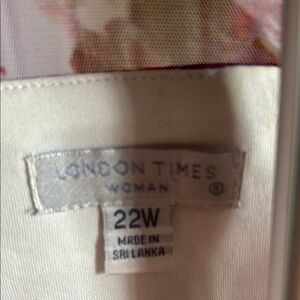 LONDON TIMES
WOMAN ®
22W
MADE IN
SRI LANKA